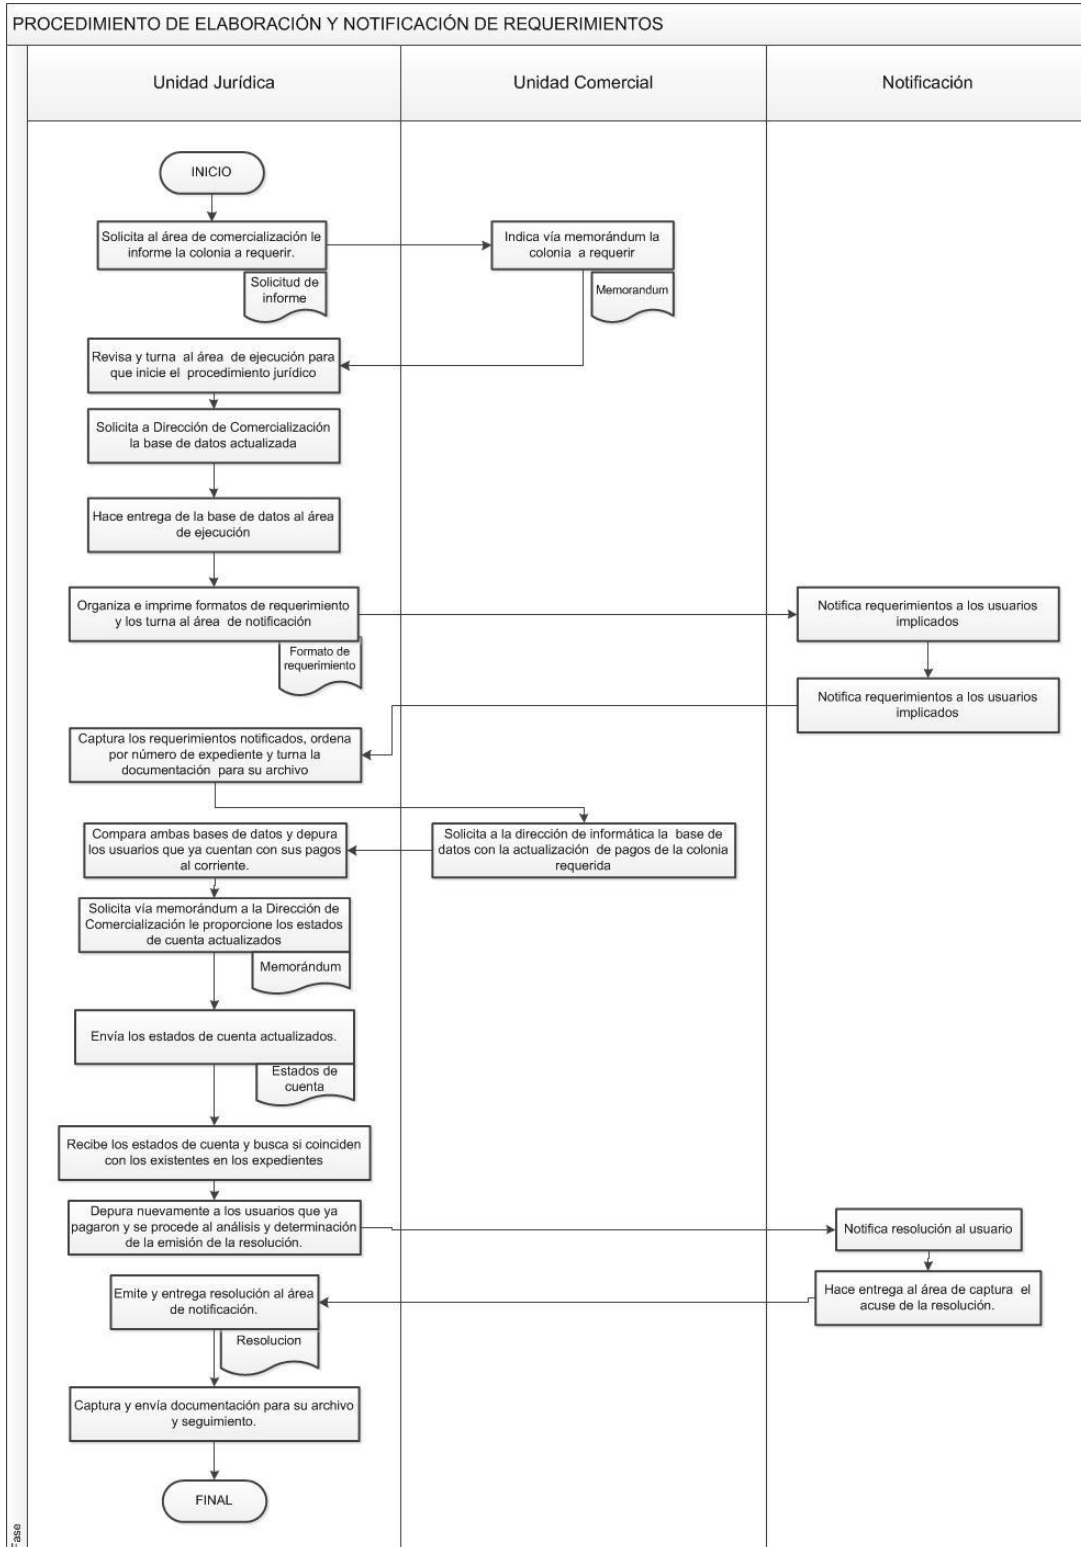 PROCEDIMIENTO DE ELABORACIÓN Y NOTIFICACIÓN DE REQUERIMIENTOS
Unidad Jurídica
Unidad Comercial
Notificación
INICIO
Solicita al área de comercialización le
informe la colonia a requerir.
Solicitud de
informe
Indica vía memorándum la
colonia a requerir
Memorandum
Revisa y turna al área de ejecución para
que inicie el procedimiento jurídico
Solicita a Dirección de Comercialización
la base de datos actualizada
Hace entrega de la base de datos al área
de ejecución
Organiza e imprime formatos de requerimiento
y los turna al área de notificación
Formato de
requerimiento
Notifica requerimientos a los usuarios
implicados
Notifica requerimientos a los usuarios
implicados
Captura los requerimientos notificados, ordena
por número de expediente y turna la
documentación para su archivo
Solicita a la dirección de informática la base de
datos con la actualización de pagos de la colonia
requerida
Compara ambas bases de datos y depura
los usuarios que ya cuentan con sus pagos
al corriente.
Solicita vía memorándum a la Dirección de
Comercialización le proporcione los estados
de cuenta actualizados
Memorándum
Envía los estados de cuenta actualizados.
Estados de
cuenta
Recibe los estados de cuenta y busca si coinciden
con los existentes en los expedientes
Depura nuevamente a los usuarios que ya
pagaron y se procede al análisis y determinación
de la emisión de la resolución.
Notifica resolución al usuario
Hace entrega al área de captura el
acuse de la resolución.
Emite y entrega resolución al área
de notificación.
Resolucion
Captura y envía documentación para su archivo
y seguimiento.
FINAL
Fase